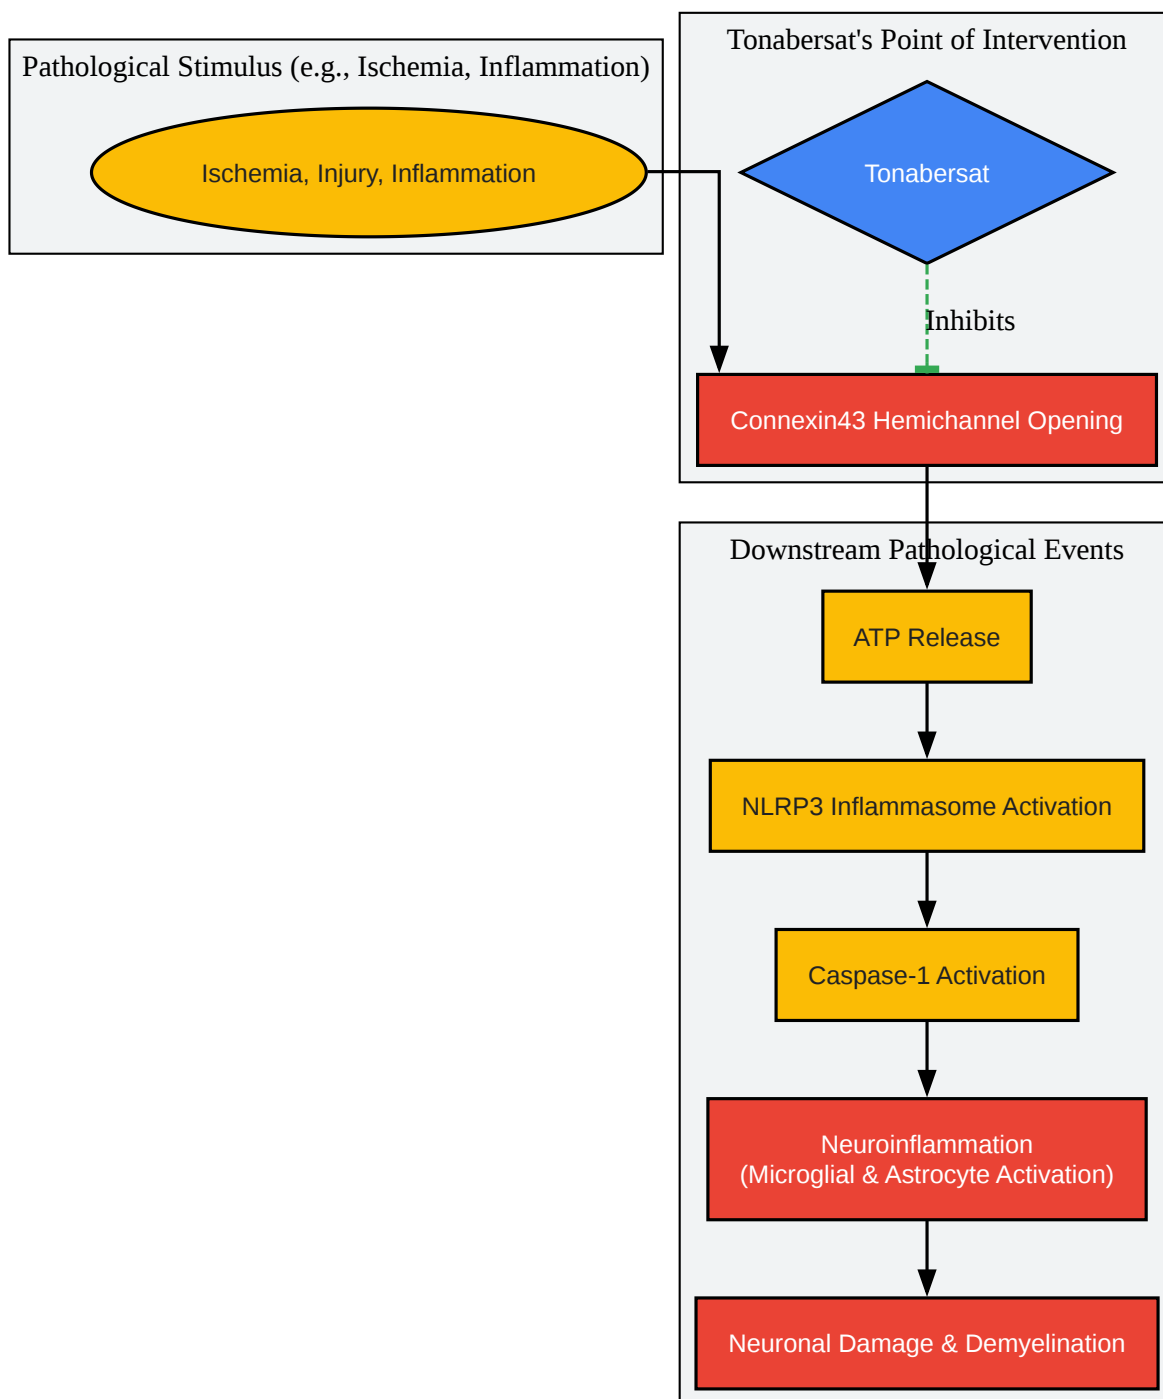 Pathological Stimulus (e.g., Ischemia, Inflammation)
Ischemia, Injury, Inflammation
Tonabersat's Point of Intervention
Tonabersat
Inhibits
Connexin43 Hemichannel Opening
Downstream Pathological Events
ATP Release
NLRP3 Inflammasome Activation
Caspase-1 Activation
Neuroinflammation
(Microglial & Astrocyte Activation)
Neuronal Damage & Demyelination